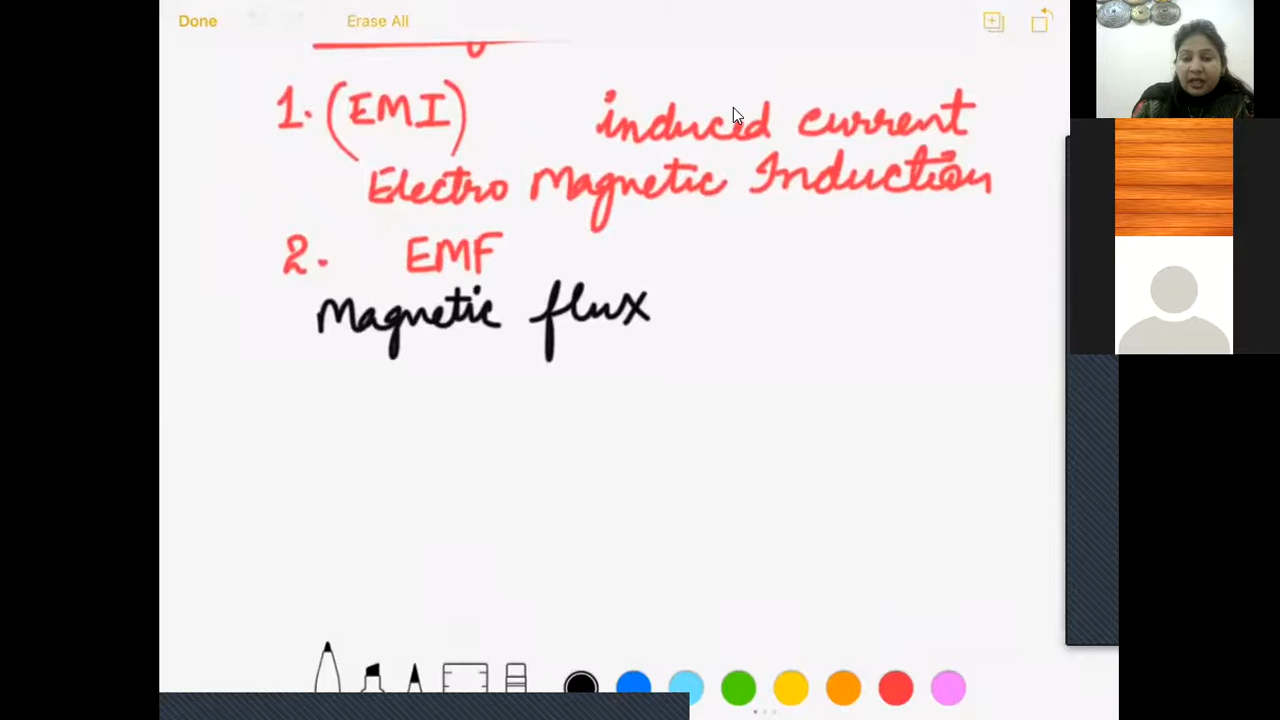 Done Erase All
1. (EMI) induced current
Electro Magnetic Induction
2. EMF
Magnetic flux